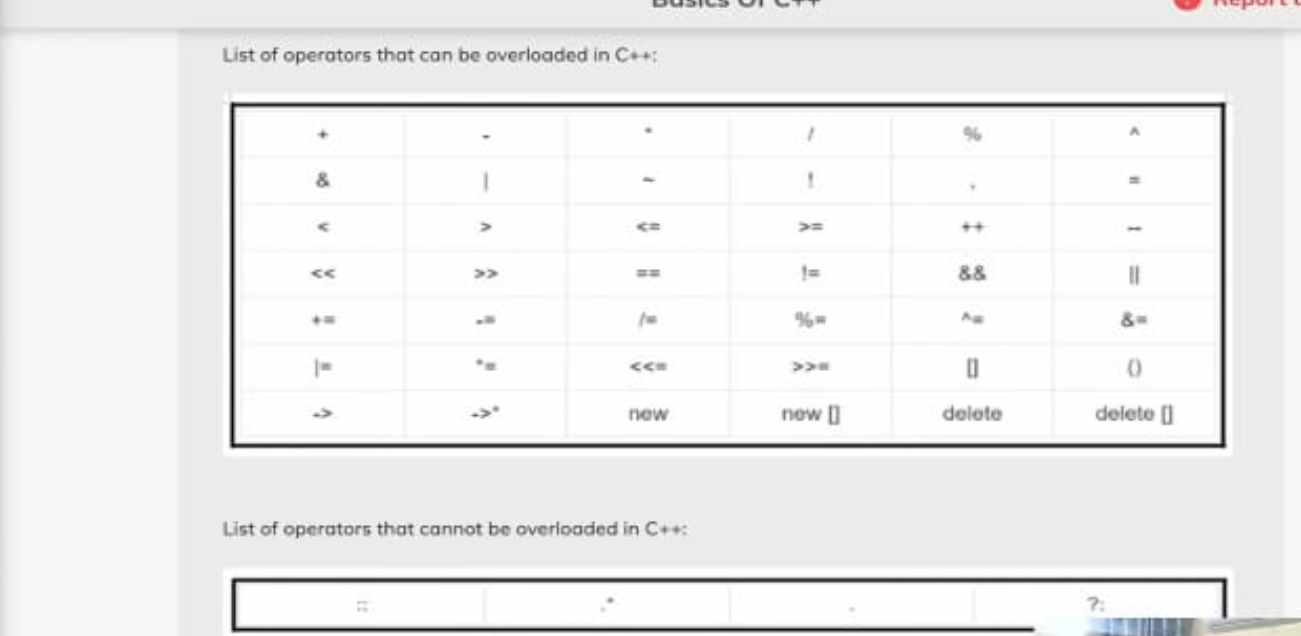 Basics Of C++
Report
List of operators that can be overloaded in C++:
+ - * / % ^
& | ~ ! , =
< > <= >= ++ --
<< >> == != && ||
+= -= /= %= ^= &=
|= *= <<= >>= [] ()
-> ->* new new [] delete delete []
List of operators that cannot be overloaded in C++:
:: .* . ?: